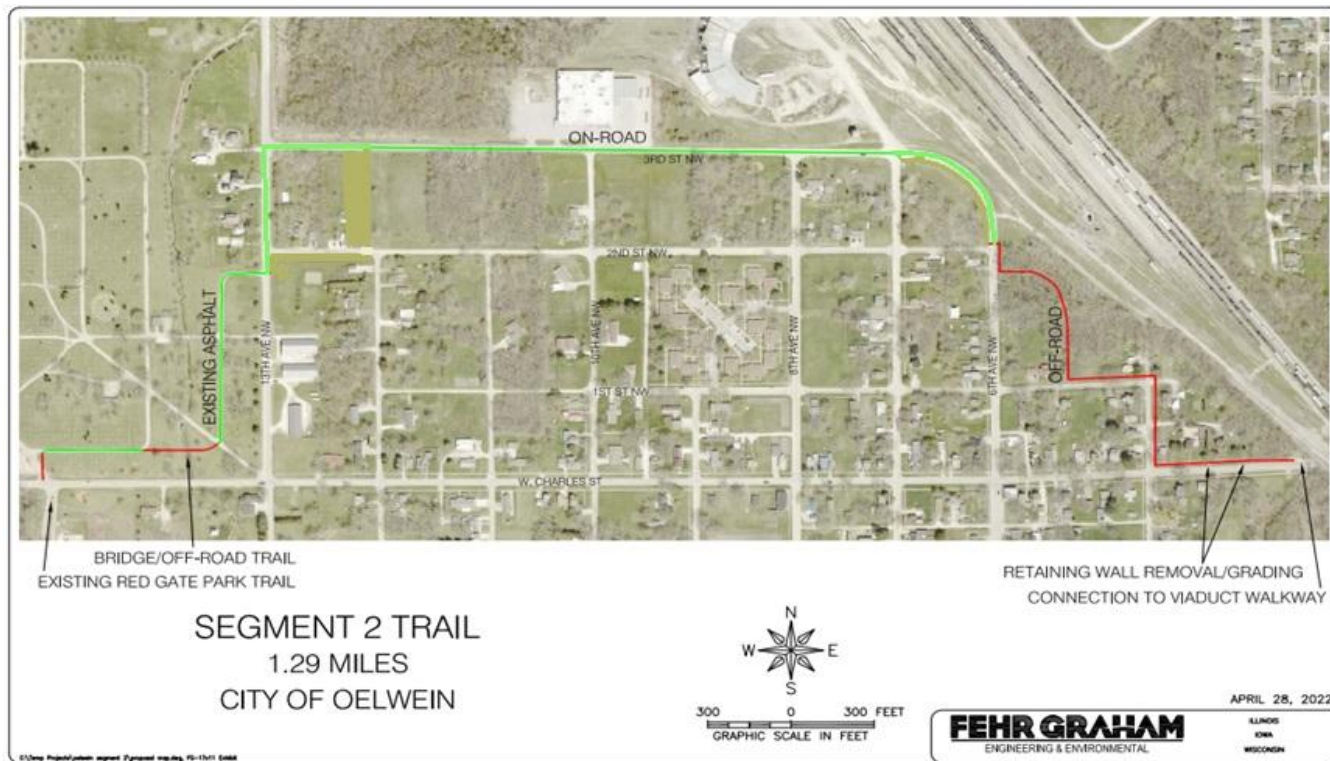 ON-ROAD
3RD ST NW
2ND ST NW
EXISTING ASPHALT
13TH AVE NW
10TH AVE NW
8TH AVE NW
6TH AVE NW
OFF-ROAD
1ST ST NW
W. CHARLES ST
BRIDGE/OFF-ROAD TRAIL
EXISTING RED GATE PARK TRAIL
RETAINING WALL REMOVAL/GRADING
CONNECTION TO VIADUCT WALKWAY
SEGMENT 2 TRAIL
1.29 MILES
CITY OF OELWEIN
N
W E
S
300 0 300 FEET
GRAPHIC SCALE IN FEET
APRIL 28, 2022
FEHR GRAHAM
ENGINEERING & ENVIRONMENTAL
ILLINOIS
IOWA
WISCONSIN